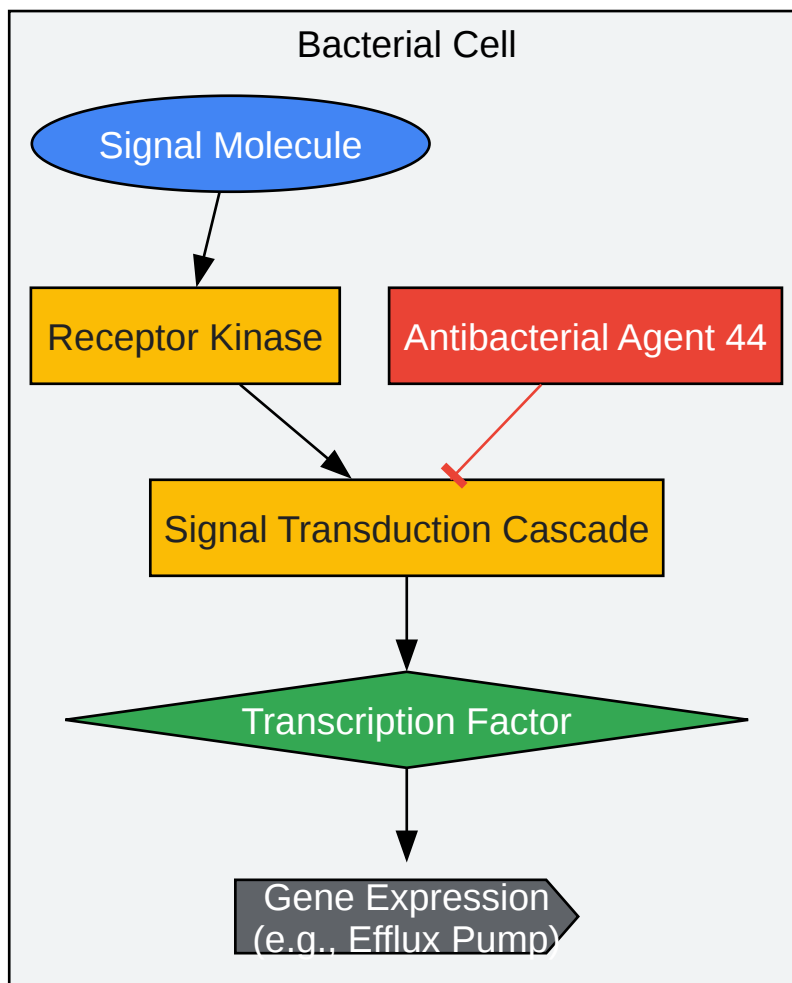 Bacterial Cell
Signal Molecule
Receptor Kinase
Antibacterial Agent 44
Signal Transduction Cascade
Transcription Factor
Gene Expression
(e.g., Efflux Pump)